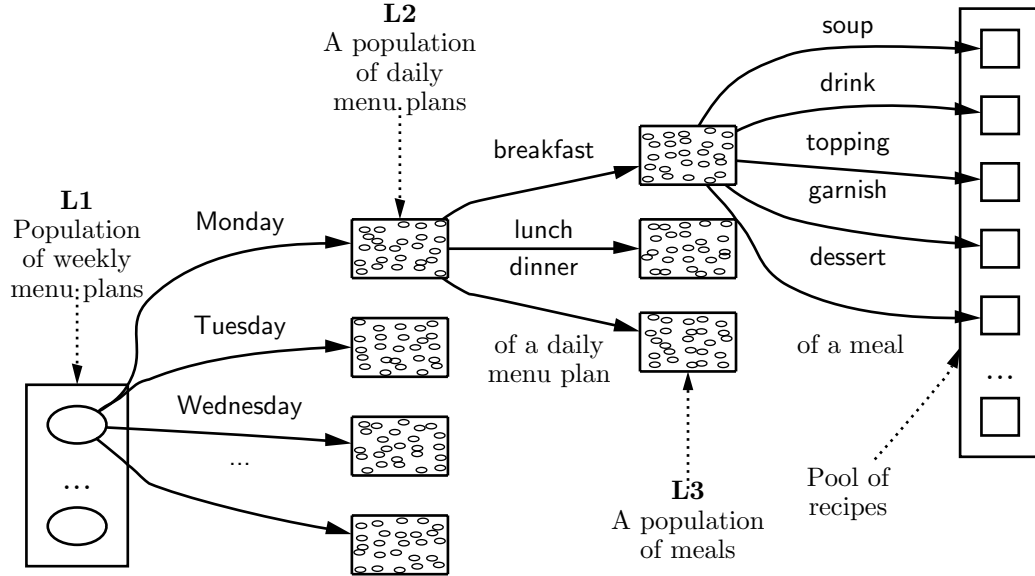 L1
Population
of weekly
menu plans
...
Monday
Tuesday
Wednesday
...
L2
A population
of daily
menu plans
breakfast
lunch
dinner
of a daily
menu plan
L3
A population
of meals
soup
drink
topping
garnish
dessert
of a meal
...
Pool of
recipes